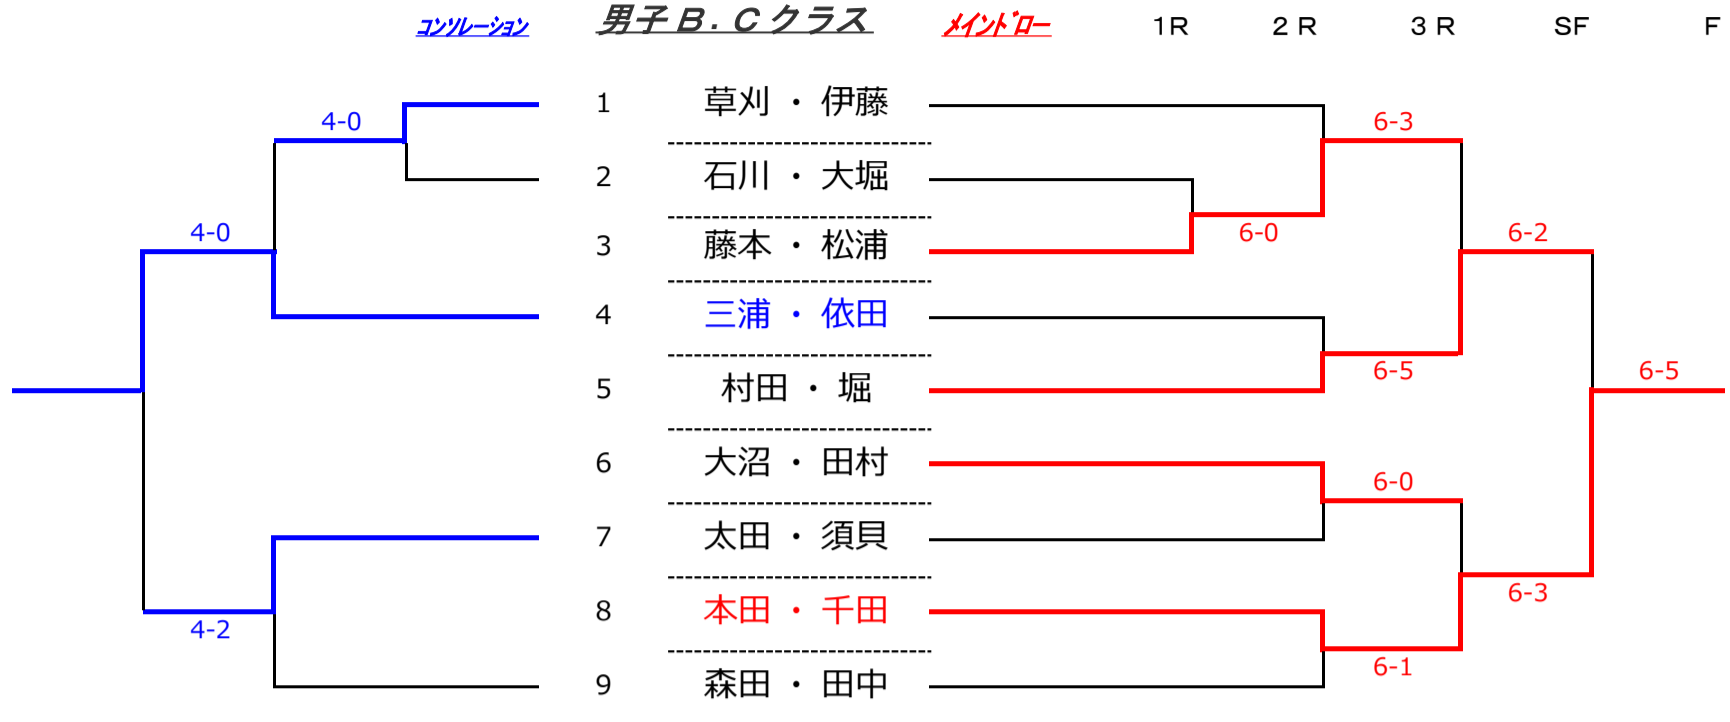 コンソレーション 男子B.Cクラス メインドロー 1R 2R 3R SF F
1 草刈 ・ 伊藤
4-0 6-3
2 石川 ・ 大堀
4-0 6-0 6-2
3 藤本 ・ 松浦
4 三浦 ・ 依田
6-5 6-5
5 村田 ・ 堀
6 大沼 ・ 田村
6-0
7 太田 ・ 須貝
6-3
8 本田 ・ 千田
4-2
6-1
9 森田 ・ 田中